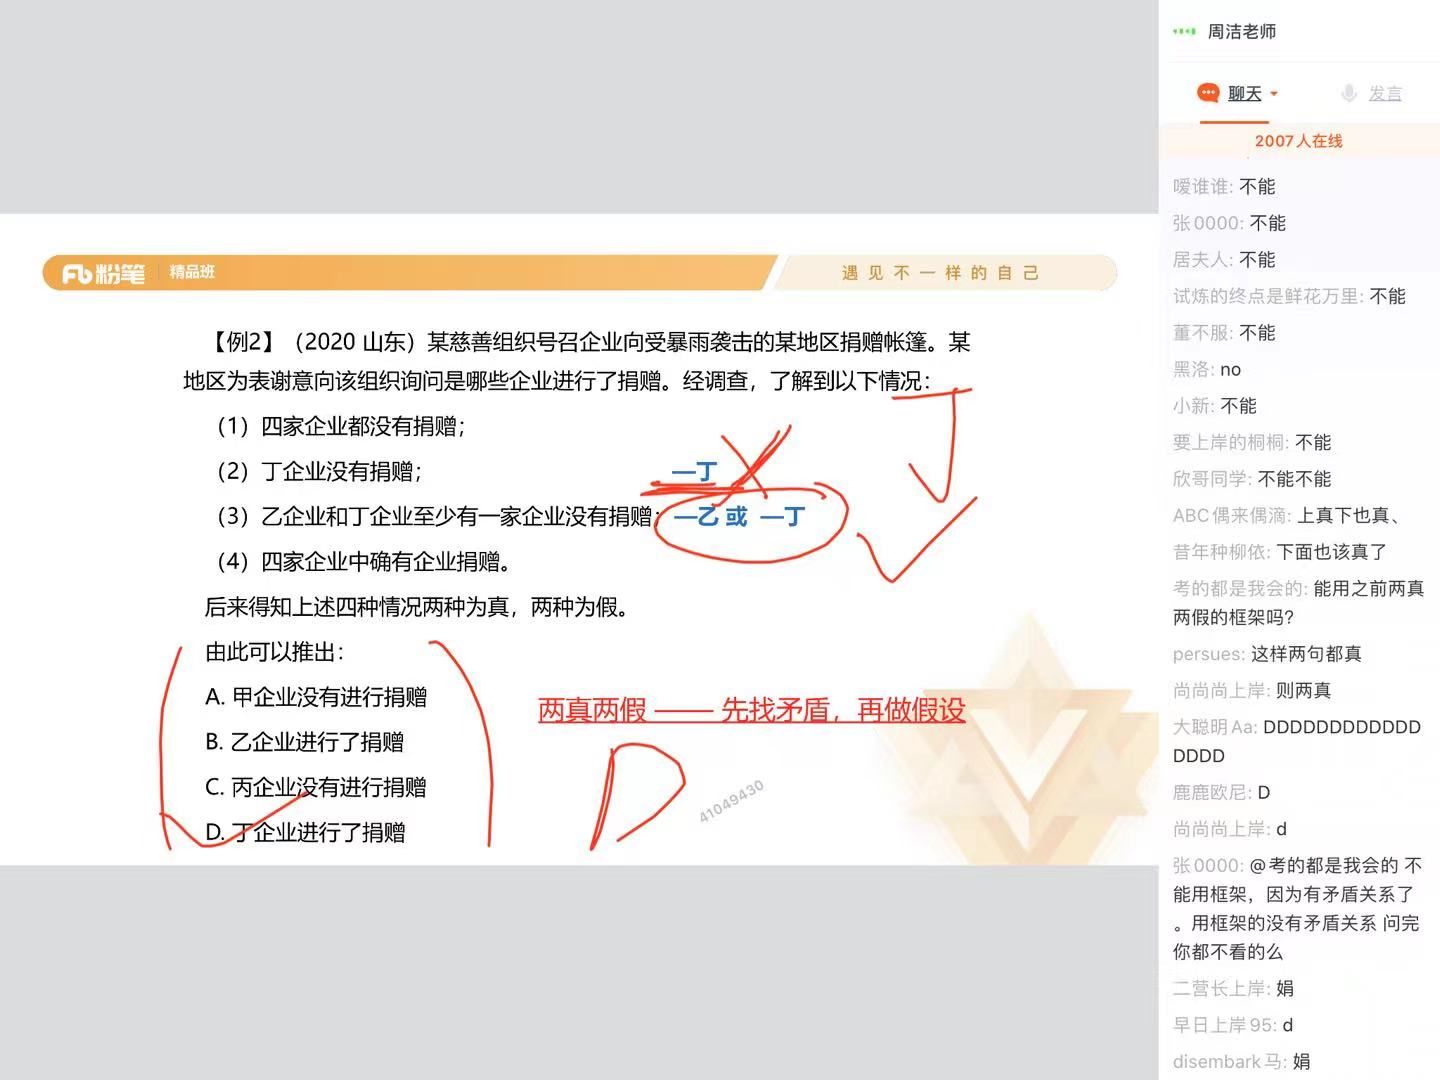 粉笔 精品班
遇见不一样的自己
【例2】（2020 山东）某慈善组织号召企业向受暴雨袭击的某地区捐赠帐篷。某
地区为表谢意向该组织询问是哪些企业进行了捐赠。经调查，了解到以下情况：
（1）四家企业都没有捐赠；
（2）丁企业没有捐赠；
—丁
（3）乙企业和丁企业至少有一家企业没有捐赠；
—乙 或 —丁
（4）四家企业中确有企业捐赠。
后来得知上述四种情况两种为真，两种为假。
由此可以推出：
A. 甲企业没有进行捐赠
B. 乙企业进行了捐赠
C. 丙企业没有进行捐赠
D. 丁企业进行了捐赠
两真两假 —— 先找矛盾，再做假设
D
41049430
周洁老师
聊天
发言
2007人在线
嗳谁谁: 不能
张0000: 不能
居夫人: 不能
试炼的终点是鲜花万里: 不能
董不服: 不能
黑洛: no
小新: 不能
要上岸的桐桐: 不能
欣哥同学: 不能不能
ABC偶来偶滴: 上真下也真、
昔年种柳依: 下面也该真了
考的都是我会的: 能用之前两真
两假的框架吗?
persues: 这样两句都真
尚尚尚上岸: 则两真
大聪明Aa: DDDDDDDDDDDD
DDDD
鹿鹿欧尼: D
尚尚尚上岸: d
张0000: @考的都是我会的 不
能用框架，因为有矛盾关系了
。用框架的没有矛盾关系 问完
你都不看的么
二营长上岸: 娟
早日上岸95: d
disembark马: 娟